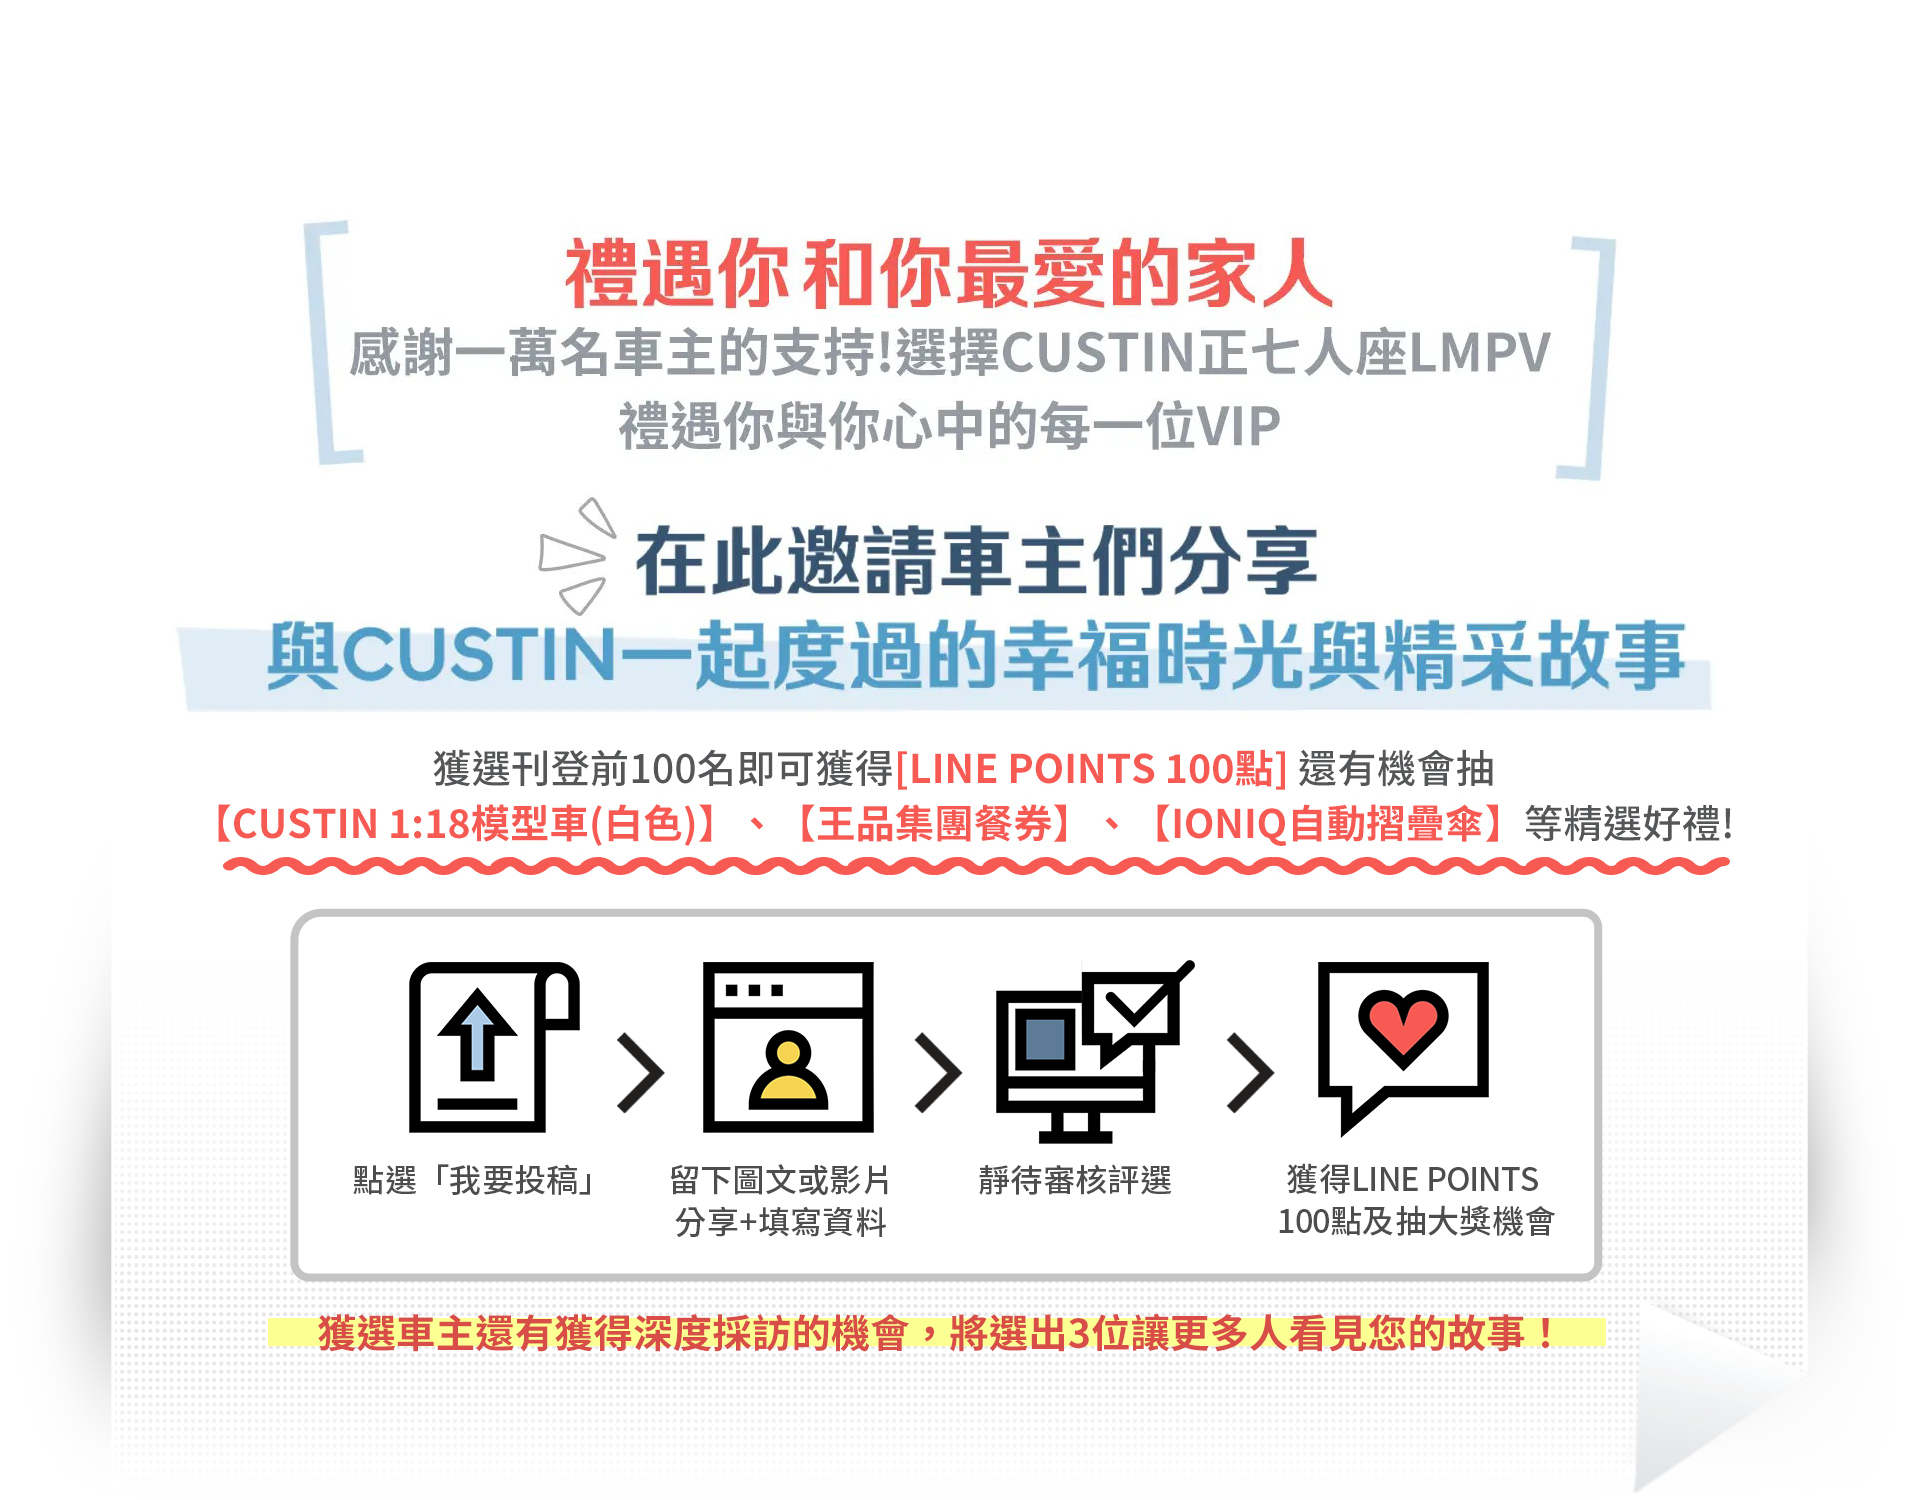 禮遇你 和你最愛的家人
感謝一萬名車主的支持!選擇CUSTIN正七人座LMPV
禮遇你與你心中的每一位VIP
在此邀請車主們分享
與CUSTIN一起度過的幸福時光與精采故事
獲選刊登前100名即可獲得[LINE POINTS 100點] 還有機會抽
【CUSTIN 1:18模型車(白色)】、【王品集團餐券】、【IONIQ自動摺疊傘】等精選好禮!
點選「我要投稿」
留下圖文或影片
分享+填寫資料
靜待審核評選
獲得LINE POINTS
100點及抽大獎機會
獲選車主還有獲得深度採訪的機會，將選出3位讓更多人看見您的故事！